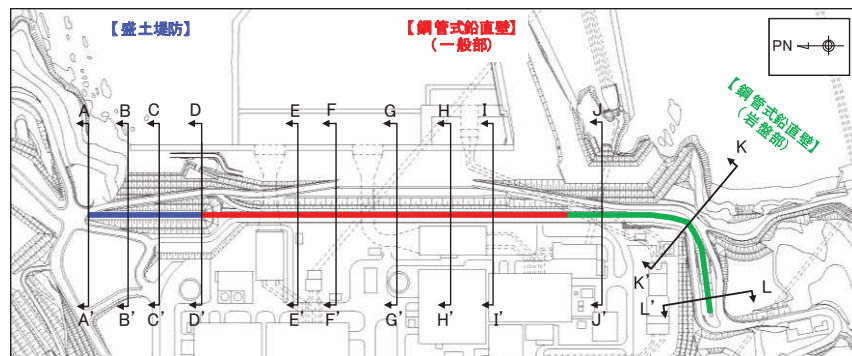 【盛土堤防】
【鋼管式鉛直壁】
(一般部)
PN
【鋼管式鉛直壁】
(岩盤部)
A B C D E F G H I J
K
K'
L' L
A' B' C' D' E' F' G' H' I' J'